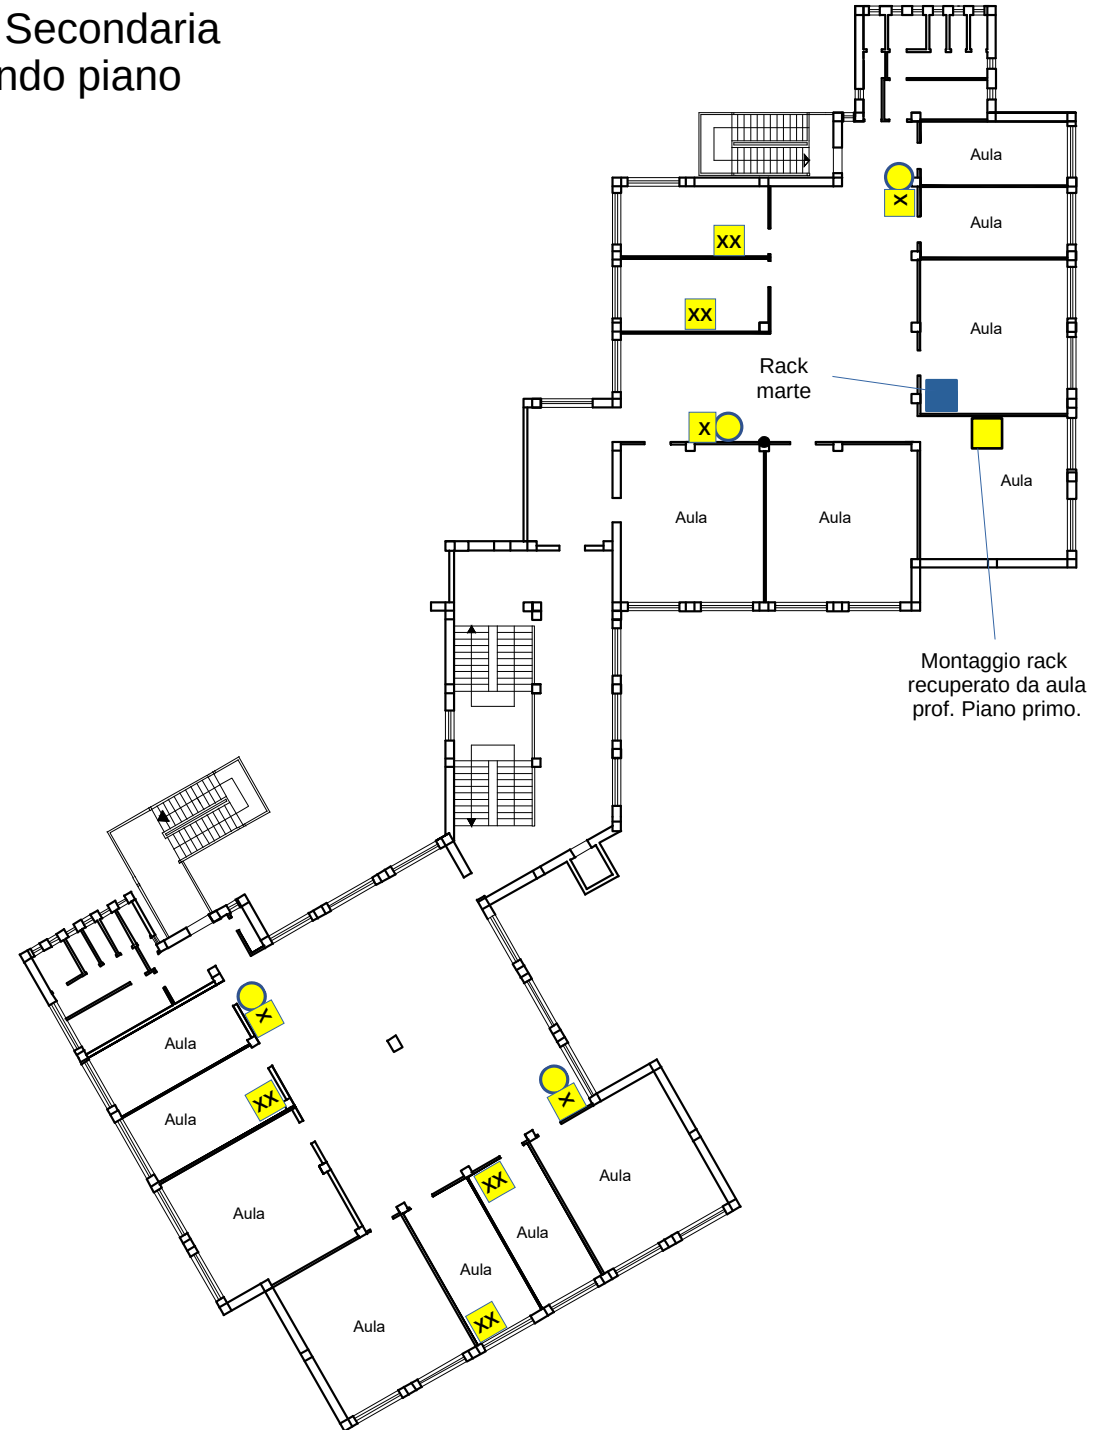 Secondaria
ndo piano
Aula
X
Aula
XX
XX
Aula
Rack
marte
X
Aula
Aula
Aula
Montaggio rack
recuperato da aula
prof. Piano primo.
X
Aula
X
XX
Aula
XX
Aula
Aula
Aula
Aula
XX
Aula